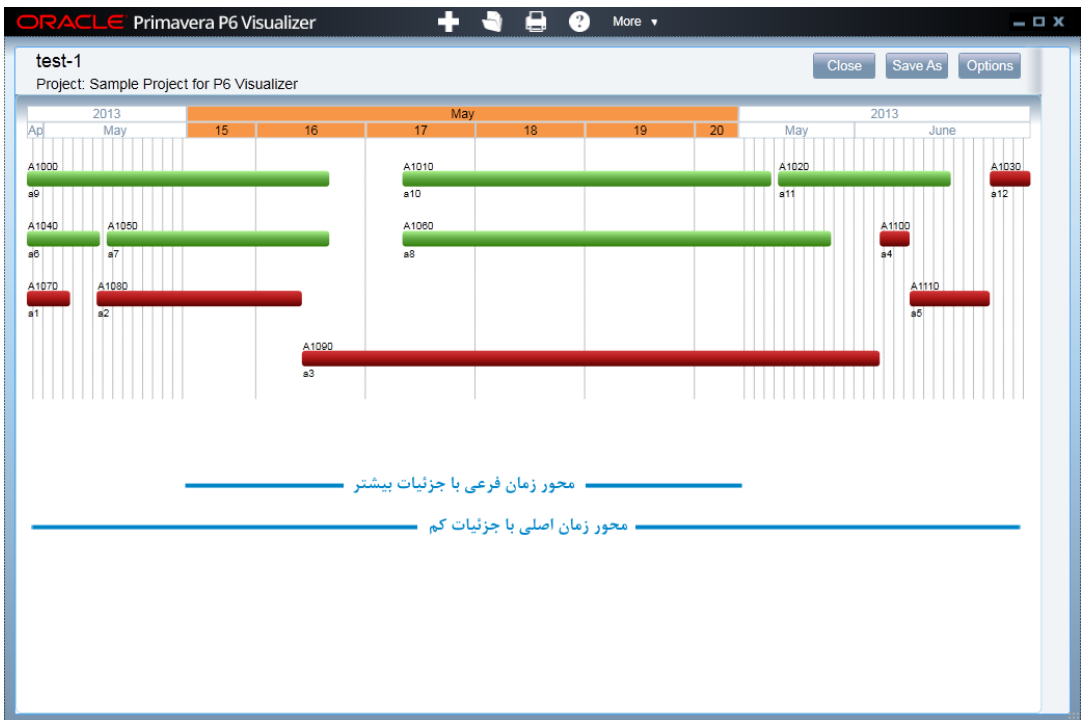 ORACLE Primavera P6 Visualizer More
test-1
Close Save As Options
Project: Sample Project for P6 Visualizer
2013 May 2013
Ap May 15 16 17 18 19 20 May June
A1000 A1010 A1020 A1030
a9 a10 a11 a12
A1040 A1050 A1060 A1100
a6 a7 a8 a4
A1070 A1080 A1110
a1 a2 a5
A1090
a3
محور زمان فرعی با جزئیات بیشتر
محور زمان اصلی با جزئیات کم